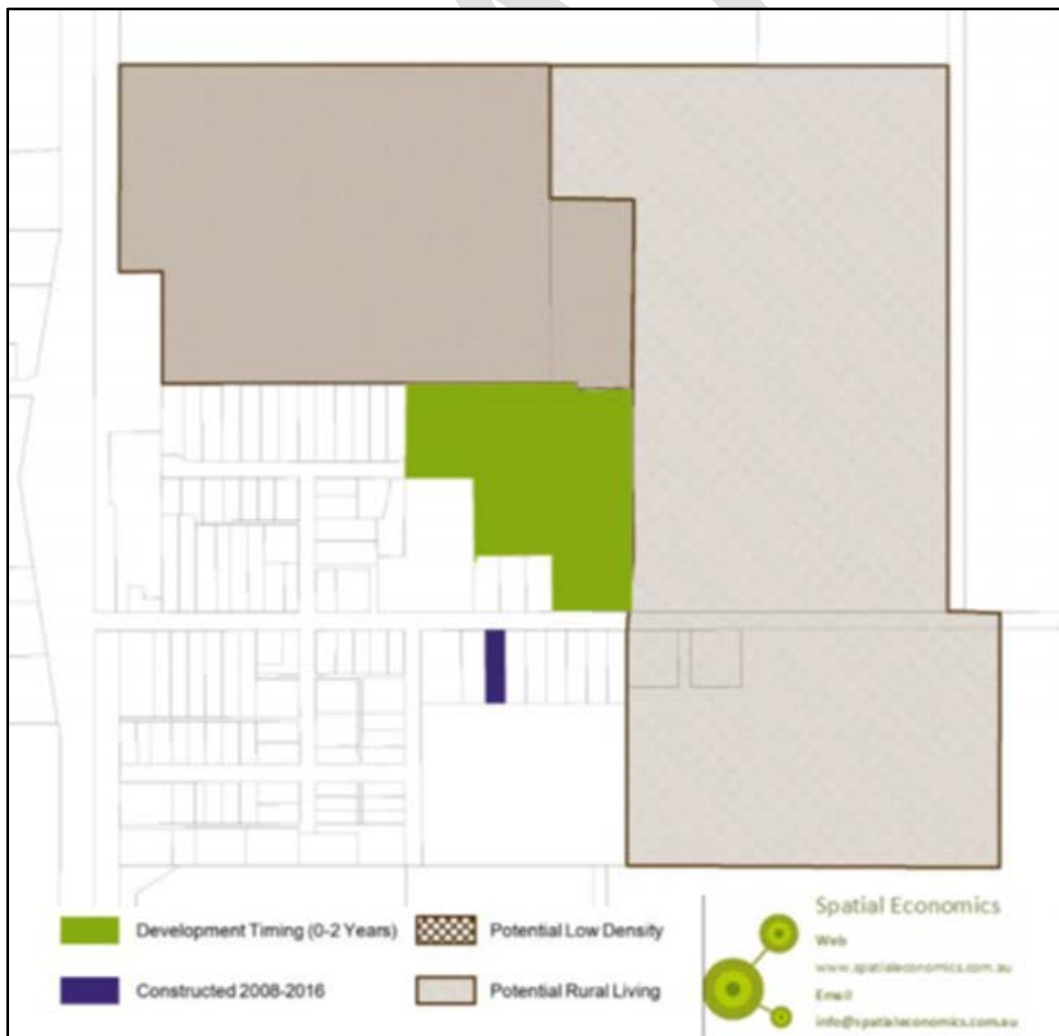 Development Timing (0-2 Years)
Potential Low Density
Constructed 2008-2016
Potential Rural Living
Spatial Economics
Web
www.spatialeconomics.com.au
Email
info@spatialeconomics.com.au